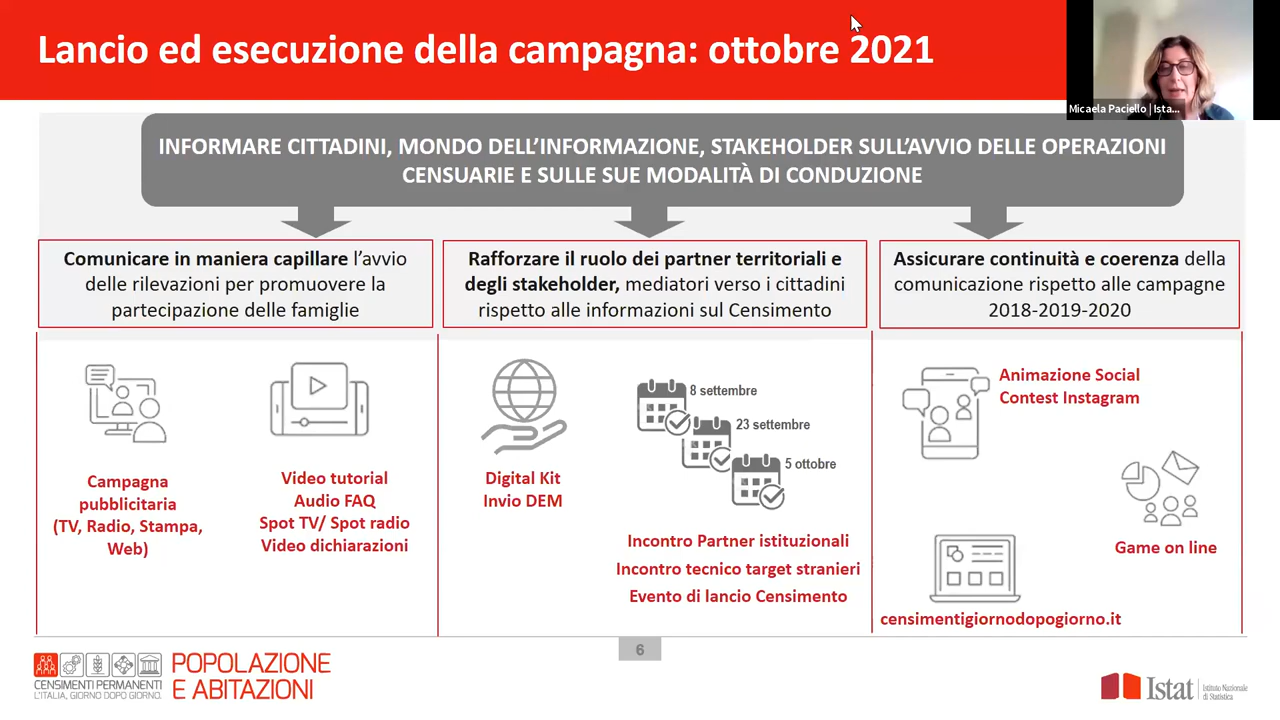 Lancio ed esecuzione della campagna: ottobre 2021
Micaela Paciello | Ista...
INFORMARE CITTADINI, MONDO DELL'INFORMAZIONE, STAKEHOLDER SULL'AVVIO DELLE OPERAZIONI
CENSUARIE E SULLE SUE MODALITÀ DI CONDUZIONE
Comunicare in maniera capillare l'avvio
delle rilevazioni per promuovere la
partecipazione delle famiglie
Rafforzare il ruolo dei partner territoriali e
degli stakeholder, mediatori verso i cittadini
rispetto alle informazioni sul Censimento
Assicurare continuità e coerenza della
comunicazione rispetto alle campagne
2018-2019-2020
Campagna
pubblicitaria
(TV, Radio, Stampa,
Web)
Video tutorial
Audio FAQ
Spot TV/ Spot radio
Video dichiarazioni
Digital Kit
Invio DEM
8 settembre
23 settembre
5 ottobre
Incontro Partner istituzionali
Incontro tecnico target stranieri
Evento di lancio Censimento
Animazione Social
Contest Instagram
Game on line
censimentigiornodopogiorno.it
6
CENSIMENTI PERMANENTI
L'ITALIA, GIORNO DOPO GIORNO.
POPOLAZIONE
E ABITAZIONI
Istat
Istituto Nazionale
di Statistica